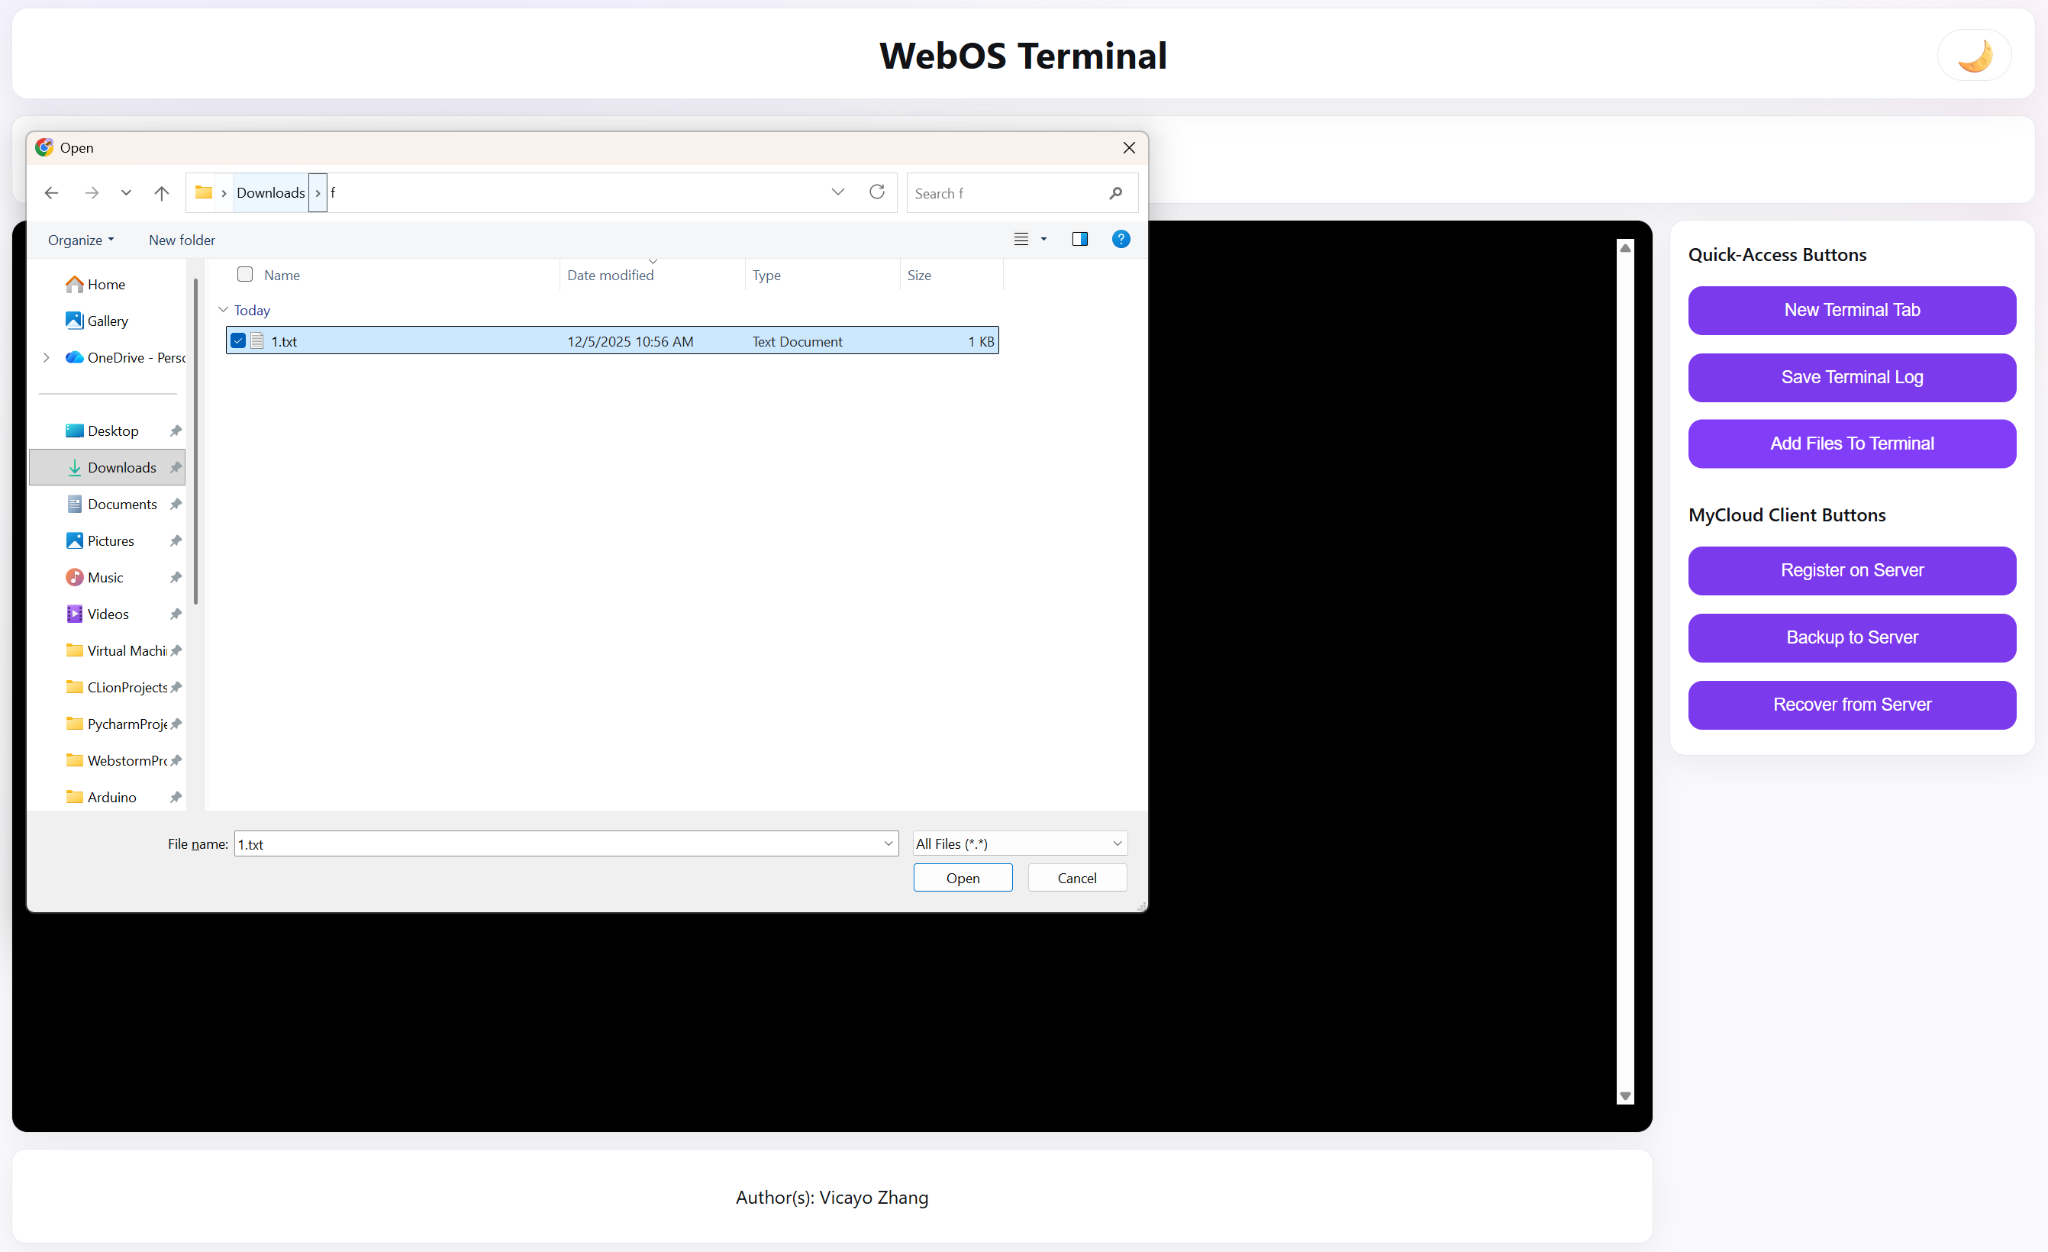 WebOS Terminal
Open
Downloads f
Search f
Organize New folder
Name Date modified Type Size
Home
Gallery
OneDrive - Perso
Today
1.txt 12/5/2025 10:56 AM Text Document 1 KB
Desktop
Downloads
Documents
Pictures
Music
Videos
Virtual Machi
CLionProjects
PycharmProje
WebstormPro
Arduino
File name: 1.txt All Files (*.*)
Open Cancel
Quick-Access Buttons
New Terminal Tab
Save Terminal Log
Add Files To Terminal
MyCloud Client Buttons
Register on Server
Backup to Server
Recover from Server
Author(s): Vicayo Zhang